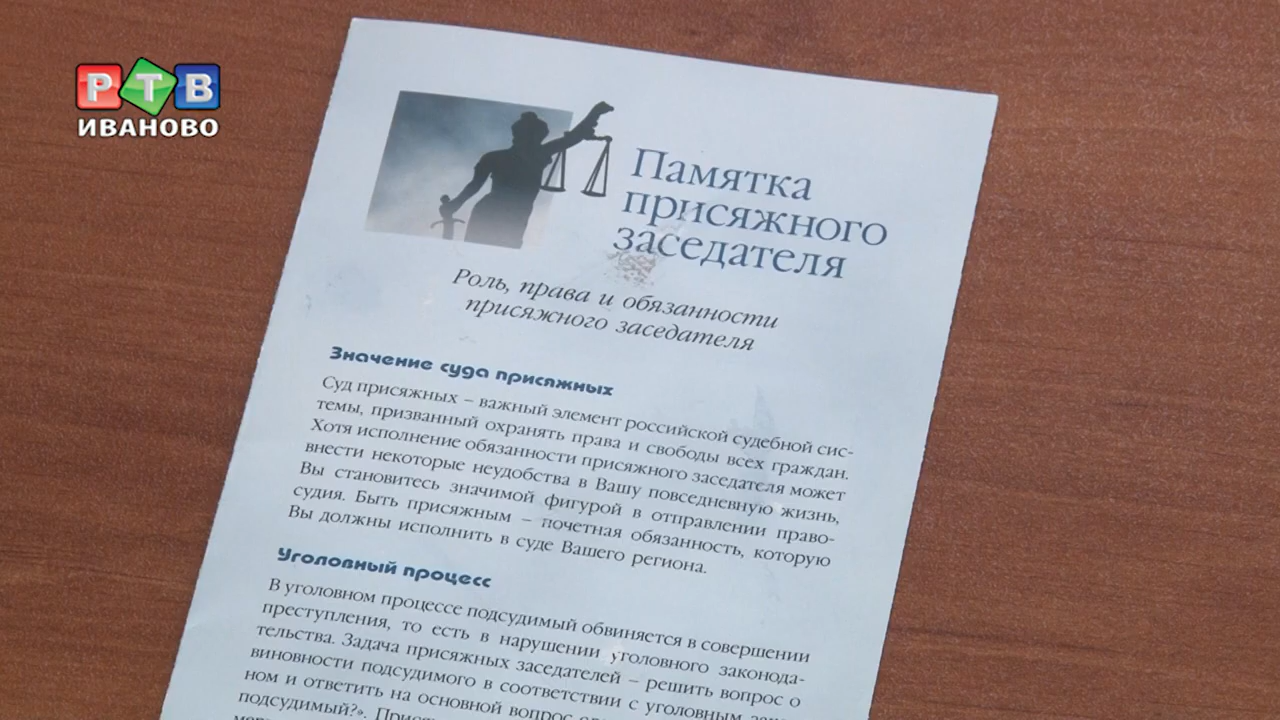 РТВ
ИВАНОВО
Памятка
присяжного
заседателя
Роль, права и обязанности
присяжного заседателя
Значение суда присяжных
Суд присяжных – важный элемент российской судебной сис-
темы, призванный охранять права и свободы всех граждан.
Хотя исполнение обязанности присяжного заседателя может
внести некоторые неудобства в Вашу повседневную жизнь,
Вы становитесь значимой фигурой в отправлении право-
судия. Быть присяжным – почетная обязанность, которую
Вы должны исполнить в суде Вашего региона.
Уголовный процесс
В уголовном процессе подсудимый обвиняется в совершении
преступления, то есть в нарушении уголовного законода-
тельства. Задача присяжных заседателей – решить вопрос о
виновности подсудимого в соответствии с уголовным
ном и ответить на основной вопрос
подсудимый?».